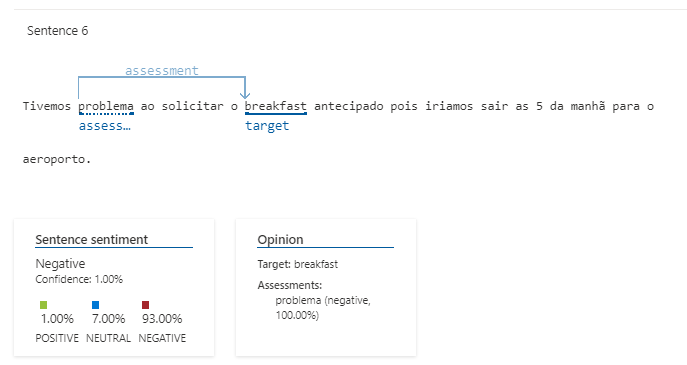 Sentence 6
assessment
Tivemos problema ao solicitar o breakfast antecipado pois iriamos sair as 5 da manhã para o
assess... target
aeroporto.
Sentence sentiment
Negative
Confidence: 1.00%
1.00% 7.00% 93.00%
POSITIVE NEUTRAL NEGATIVE
Opinion
Target: breakfast
Assessments:
problema (negative,
100.00%)